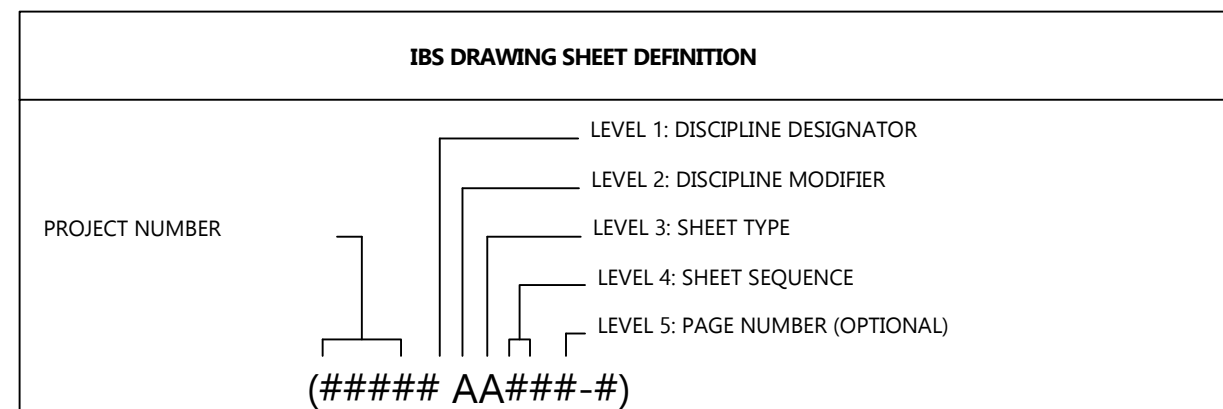 IBS DRAWING SHEET DEFINITION
LEVEL 1: DISCIPLINE DESIGNATOR
LEVEL 2: DISCIPLINE MODIFIER
PROJECT NUMBER
LEVEL 3: SHEET TYPE
LEVEL 4: SHEET SEQUENCE
LEVEL 5: PAGE NUMBER (OPTIONAL)
(##### AA###-#)